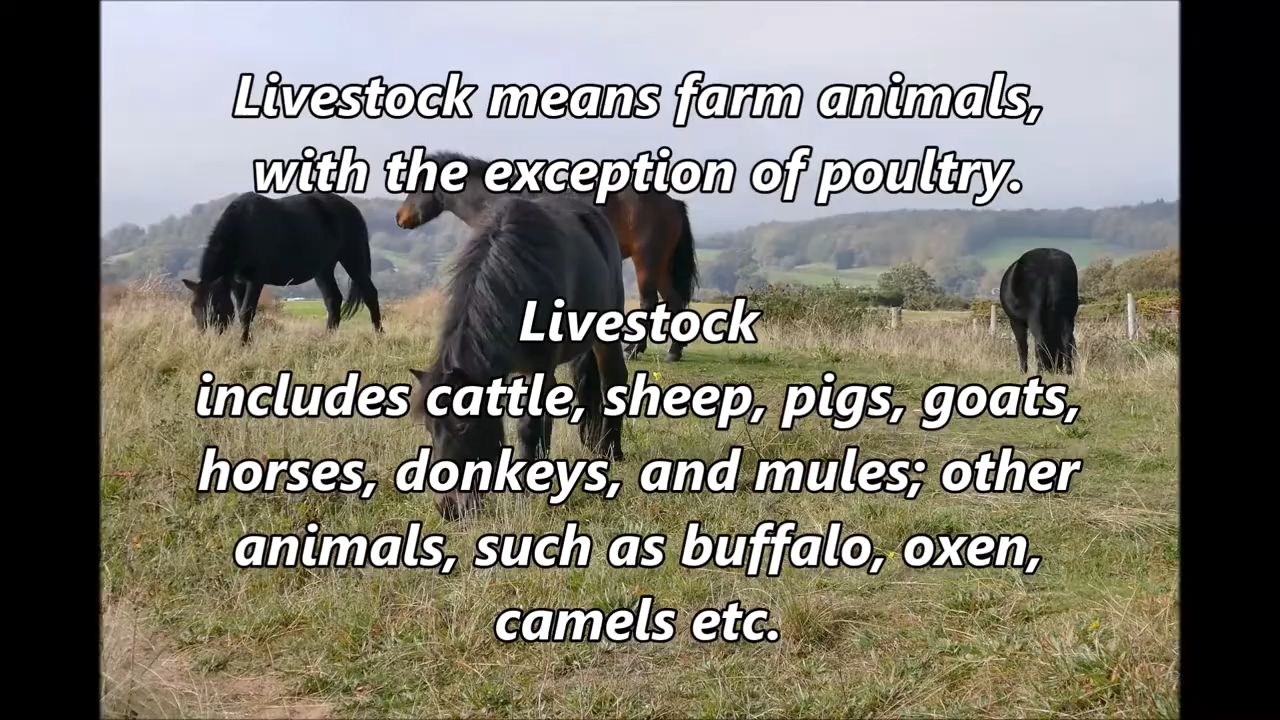 Livestock means farm animals,
with the exception of poultry.
Livestock
includes cattle, sheep, pigs, goats,
horses, donkeys, and mules; other
animals, such as buffalo, oxen,
camels etc.